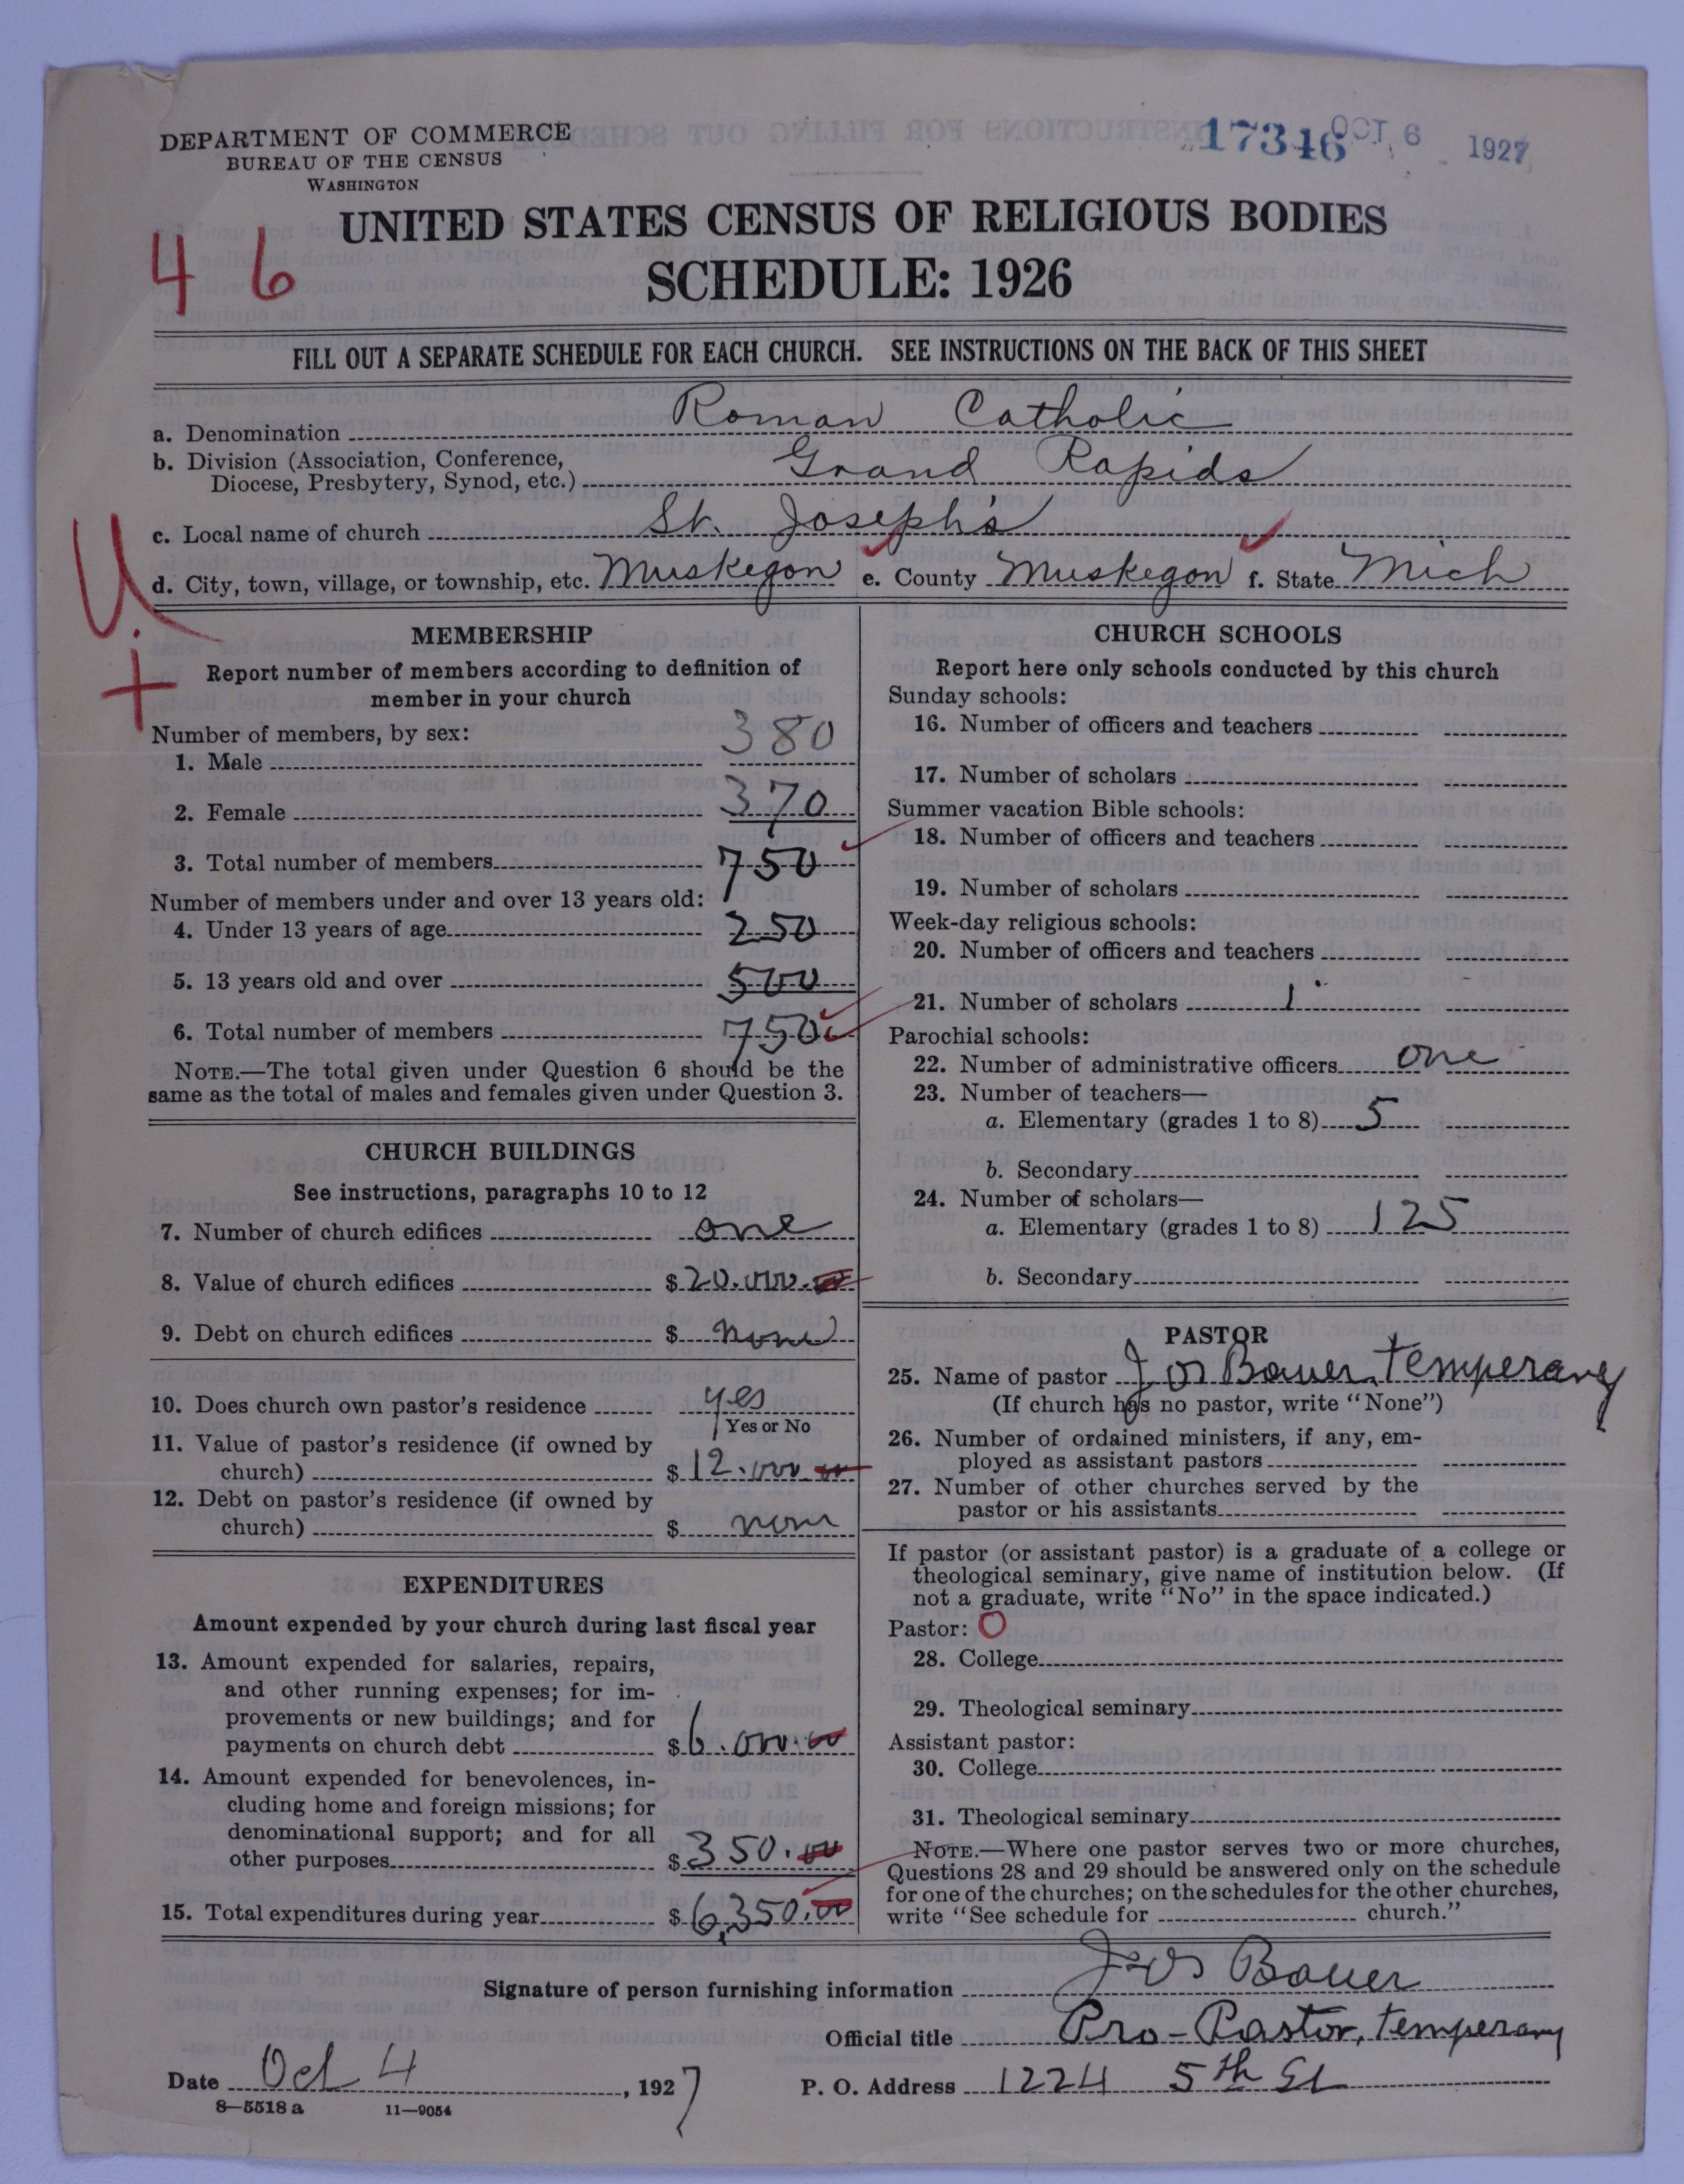 DEPARTMENT OF COMMERCE
BUREAU OF THE CENSUS
WASHINGTON
17346 OCT 6 1927
UNITED STATES CENSUS OF RELIGIOUS BODIES
SCHEDULE: 1926
46
FILL OUT A SEPARATE SCHEDULE FOR EACH CHURCH. SEE INSTRUCTIONS ON THE BACK OF THIS SHEET
a. Denomination Roman Catholic
b. Division (Association, Conference,
Diocese, Presbytery, Synod, etc.) Grand Rapids
c. Local name of church St. Joseph's
d. City, town, village, or township, etc. Muskegon e. County Muskegon f. State Mich
U
MEMBERSHIP
Report number of members according to definition of
member in your church
Number of members, by sex:
1. Male 380
2. Female 370
3. Total number of members 750
Number of members under and over 13 years old:
4. Under 13 years of age 250
5. 13 years old and over 500
6. Total number of members 750
NOTE.—The total given under Question 6 should be the
same as the total of males and females given under Question 3.
CHURCH BUILDINGS
See instructions, paragraphs 10 to 12
7. Number of church edifices one
8. Value of church edifices $20.000.00
9. Debt on church edifices $ none
10. Does church own pastor's residence yes
Yes or No
11. Value of pastor's residence (if owned by
church) $12.000.00
12. Debt on pastor's residence (if owned by
church) $ none
EXPENDITURES
Amount expended by your church during last fiscal year
13. Amount expended for salaries, repairs,
and other running expenses; for im-
provements or new buildings; and for
payments on church debt $6.000.00
14. Amount expended for benevolences, in-
cluding home and foreign missions; for
denominational support; and for all
other purposes $350.00
15. Total expenditures during year $6,350.00
CHURCH SCHOOLS
Report here only schools conducted by this church
Sunday schools:
16. Number of officers and teachers
17. Number of scholars
Summer vacation Bible schools:
18. Number of officers and teachers
19. Number of scholars
Week-day religious schools:
20. Number of officers and teachers
21. Number of scholars
Parochial schools:
22. Number of administrative officers one
23. Number of teachers—
a. Elementary (grades 1 to 8) 5
b. Secondary
24. Number of scholars—
a. Elementary (grades 1 to 8) 125
b. Secondary
PASTOR
25. Name of pastor Jos Bauer, temperary
(If church has no pastor, write "None")
26. Number of ordained ministers, if any, em-
ployed as assistant pastors
27. Number of other churches served by the
pastor or his assistants
If pastor (or assistant pastor) is a graduate of a college or
theological seminary, give name of institution below. (If
not a graduate, write "No" in the space indicated.)
Pastor: O
28. College
29. Theological seminary
Assistant pastor:
30. College
31. Theological seminary
NOTE.—Where one pastor serves two or more churches,
Questions 28 and 29 should be answered only on the schedule
for one of the churches; on the schedules for the other churches,
write "See schedule for church."
Signature of person furnishing information Jos Bauer
Official title Pro-Pastor, temperary
Date Oct 4, 1927 P. O. Address 1224 5th St
8—5518a 11—9054